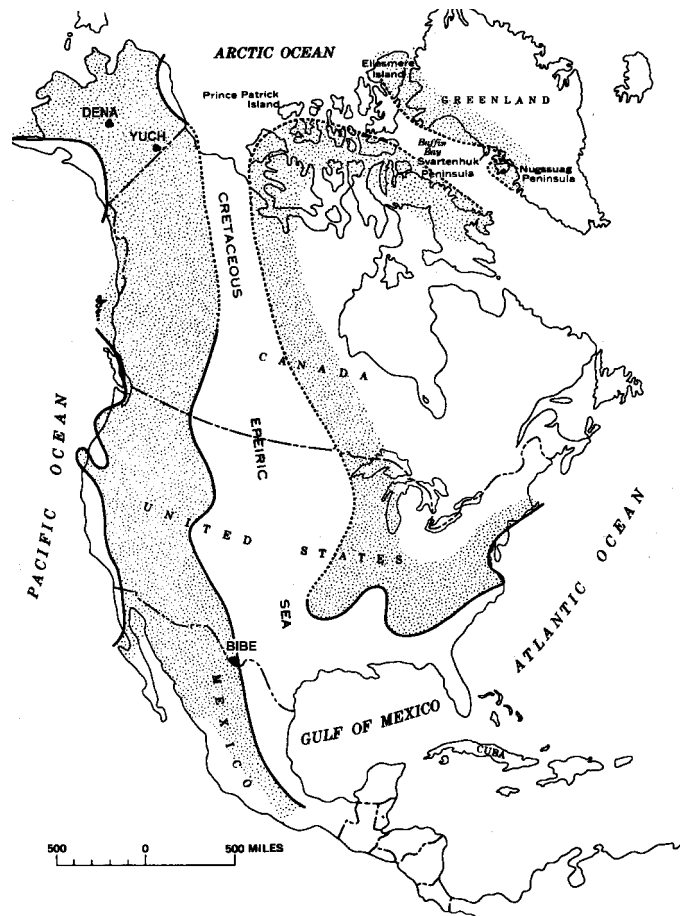 ARCTIC OCEAN
Ellesmere
Island
Prince Patrick
Island
GREENLAND
DENA
YUCH
Baffin
Bay
Svartenhuk
Peninsula
Nugssuaq
Peninsula
CRETACEOUS
CANADA
EPEIRIC
PACIFIC OCEAN
UNITED STATES
ATLANTIC OCEAN
SEA
BIBE
MEXICO
GULF OF MEXICO
CUBA
500 0 500 MILES